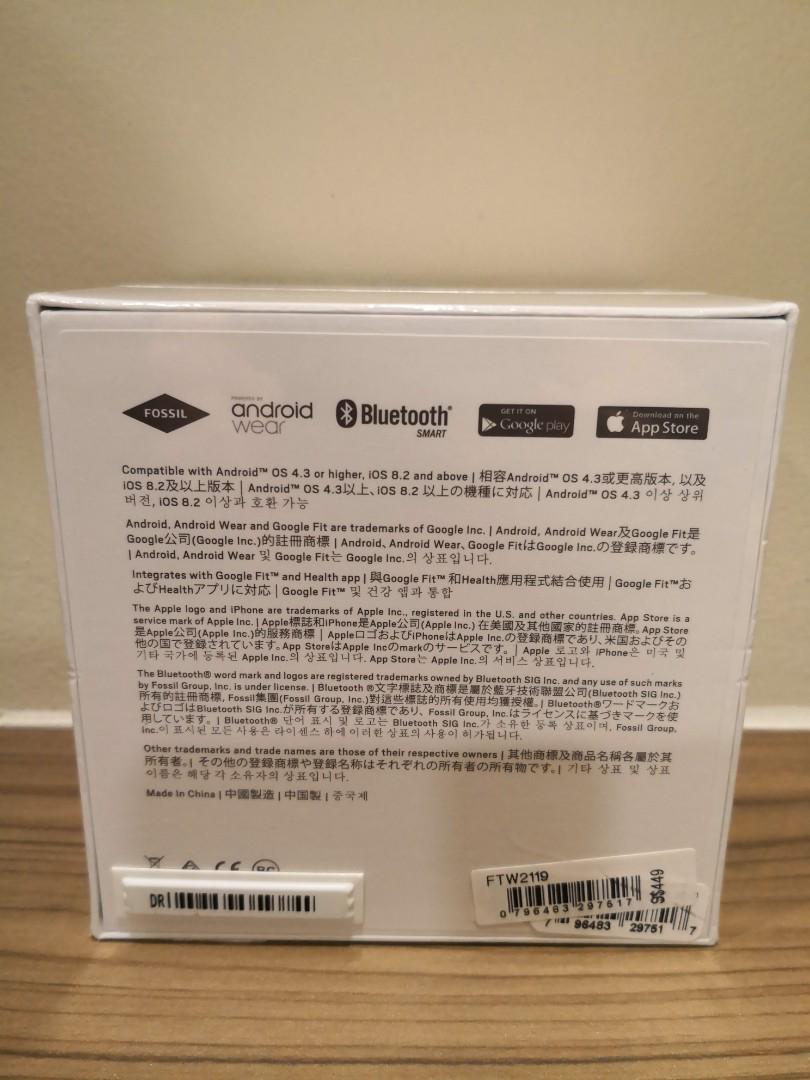 FOSSIL
POWERED BY
android
wear
Bluetooth®
SMART
GET IT ON
Google play
Download on the
App Store
Compatible with Android™ OS 4.3 or higher, iOS 8.2 and above | 相容Android™ OS 4.3或更高版本, 以及
iOS 8.2及以上版本 | Android™ OS 4.3以上、iOS 8.2 以上の機種に対応 | Android™ OS 4.3 이상 상위
버전, iOS 8.2 이상과 호환 가능
Android, Android Wear and Google Fit are trademarks of Google Inc. | Android, Android Wear及Google Fit是
Google公司(Google Inc.)的註冊商標 | Android、Android Wear、Google FitはGoogle Inc.の登録商標です。
| Android, Android Wear 및 Google Fit는 Google Inc.의 상표입니다.
Integrates with Google Fit™ and Health app | 與Google Fit™ 和Health應用程式結合使用 | Google Fit™お
よびHealthアプリに対応 | Google Fit™ 및 건강 앱과 통합
The Apple logo and iPhone are trademarks of Apple Inc., registered in the U.S. and other countries. App Store is a
service mark of Apple Inc. | Apple標誌和iPhone是Apple公司(Apple Inc.) 在美國及其他國家的註冊商標。App Store
是Apple公司(Apple Inc.)的服務商標 | AppleロゴおよびiPhoneはApple Inc.の登録商標であり、米国およびその
他の国で登録されています。App StoreはApple Incのmarkのサービスです。 | Apple 로고와 iPhone은 미국 및
기타 국가에 등록된 Apple Inc.의 상표입니다. App Store는 Apple Inc.의 서비스 상표입니다.
The Bluetooth® word mark and logos are registered trademarks owned by Bluetooth SIG Inc. and any use of such marks
by Fossil Group, Inc. is under license. | Bluetooth ®文字標誌及商標是屬於藍牙技術聯盟公司(Bluetooth SIG Inc.)
所有的註冊商標, Fossil集團(Fossil Group, Inc.)對這些標誌的所有使用均獲授權。| Bluetooth®ワードマークお
よびロゴはBluetooth SIG Inc.が所有する登録商標であり、Fossil Group, Inc.はライセンスに基づきマークを使
用しています。 | Bluetooth® 단어 표시 및 로고는 Bluetooth SIG Inc.가 소유한 등록 상표이며, Fossil Group,
Inc.이 표시된 모든 사용은 라이센스 하에 이러한 상표의 사용이 허가됩니다.
Other trademarks and trade names are those of their respective owners | 其他商標及商品名稱各屬於其
所有者。| その他の登録商標や登録名称はそれぞれの所有者の所有物です。| 기타 상표 및 상표
이름은 해당 각 소유자의 상표입니다.
Made in China | 中國製造 | 中国製 | 중국제
CE
DR
FTW2119
S$449
0 796483 297517
7 96483 29751 7